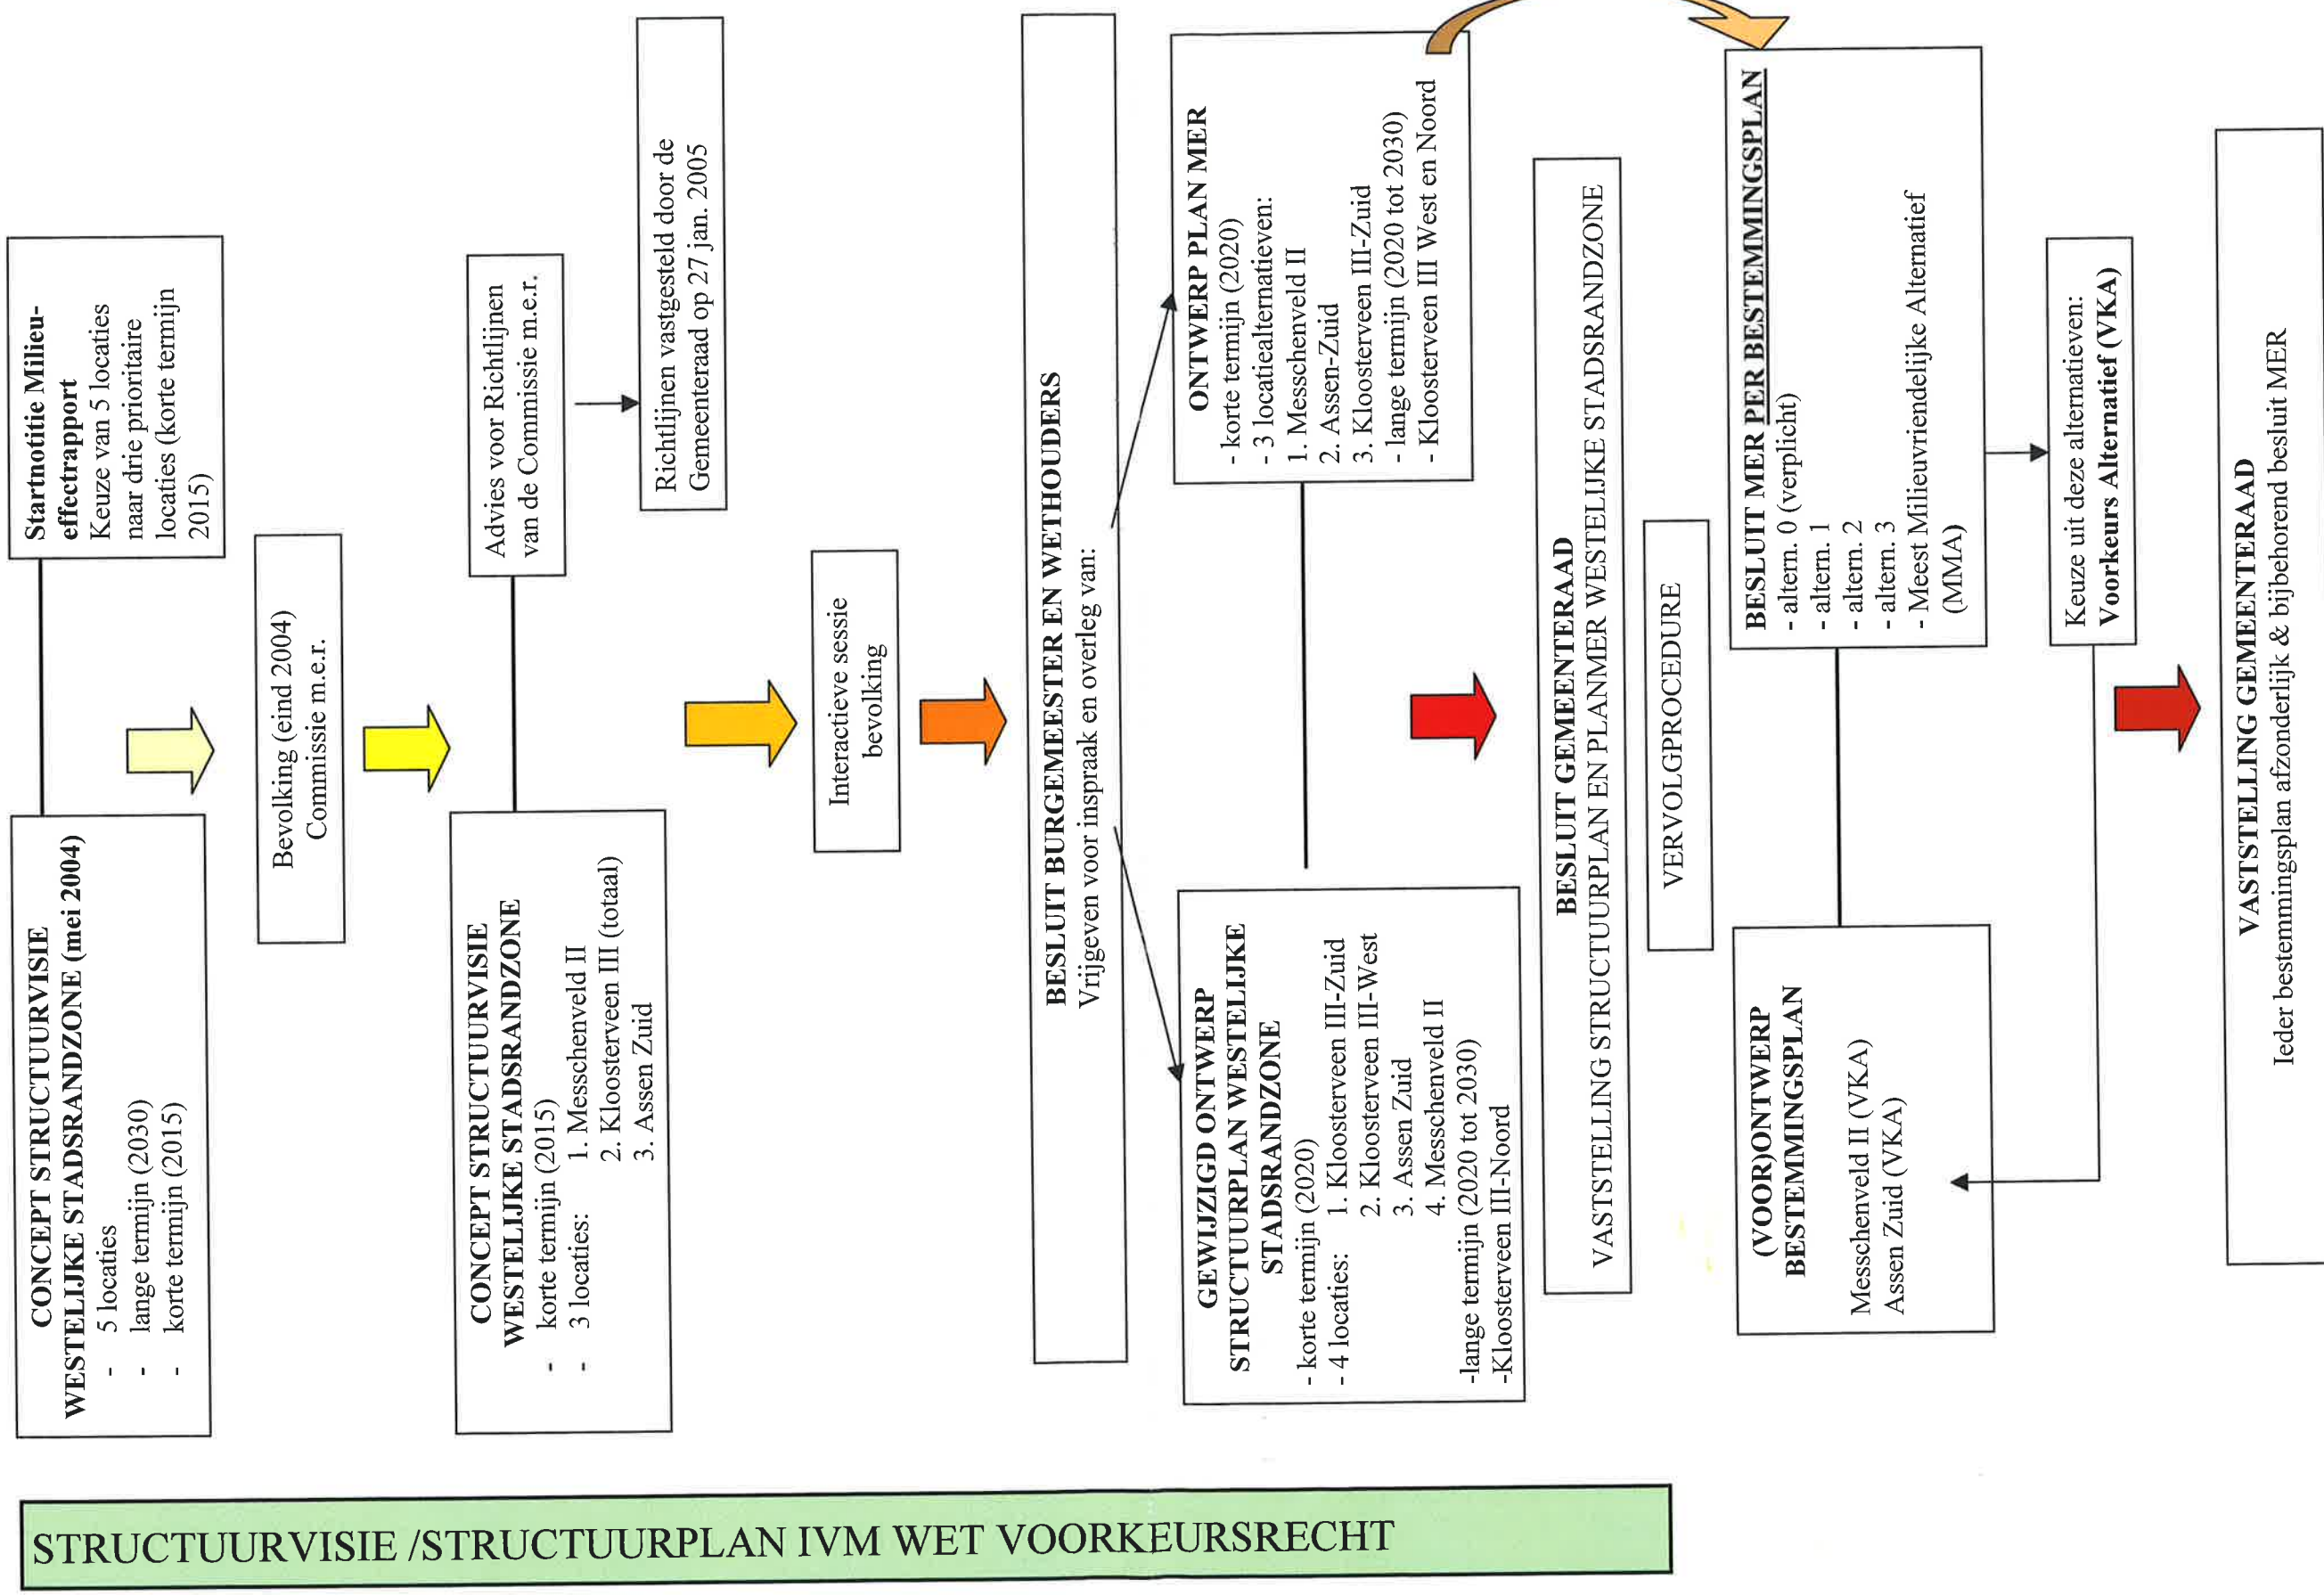 STRUCTUURVISIE /STRUCTUURPLAN IVM WET VOORKEURSRECHT
CONCEPT STRUCTUURVISIE
WESTELIJKE STADSRANDZONE (mei 2004)
- 5 locaties
- lange termijn (2030)
- korte termijn (2015)
Startnotitie Milieu-
effectrapport
Keuze van 5 locaties
naar drie prioritaire
locaties (korte termijn
2015)
Bevolking (eind 2004)
Commissie m.e.r.
CONCEPT STRUCTUURVISIE
WESTELIJKE STADSRANDZONE
- korte termijn (2015)
- 3 locaties: 1. Messchenveld II
2. Kloosterveen III (totaal)
3. Assen Zuid
Advies voor Richtlijnen
van de Commissie m.e.r.
Richtlijnen vastgesteld door de
Gemeenteraad op 27 jan. 2005
Interactieve sessie
bevolking
BESLUIT BURGEMEESTER EN WETHOUDERS
Vrijgeven voor inspraak en overleg van:
GEWIJZIGD ONTWERP
STRUCTUURPLAN WESTELIJKE
STADSRANDZONE
- korte termijn (2020)
- 4 locaties: 1. Kloosterveen III-Zuid
2. Kloosterveen III-West
3. Assen Zuid
4. Messchenveld II
-lange termijn (2020 tot 2030)
-Kloosterveen III-Noord
ONTWERP PLAN MER
- korte termijn (2020)
- 3 locatiealternatieven:
1. Messchenveld II
2. Assen-Zuid
3. Kloosterveen III-Zuid
- lange termijn (2020 tot 2030)
- Kloosterveen III West en Noord
BESLUIT GEMEENTERAAD
VASTSTELLING STRUCTUURPLAN EN PLANMER WESTELIJKE STADSRANDZONE
VERVOLGPROCEDURE
(VOOR)ONTWERP
BESTEMMINGSPLAN
Messchenveld II (VKA)
Assen Zuid (VKA)
BESLUIT MER PER BESTEMMINGSPLAN
- altern. 0 (verplicht)
- altern. 1
- altern. 2
- altern. 3
- Meest Milieuvriendelijke Alternatief
(MMA)
Keuze uit deze alternatieven:
Voorkeurs Alternatief (VKA)
VASTSTELLING GEMEENTERAAD
Ieder bestemmingsplan afzonderlijk & bijbehorend besluit MER